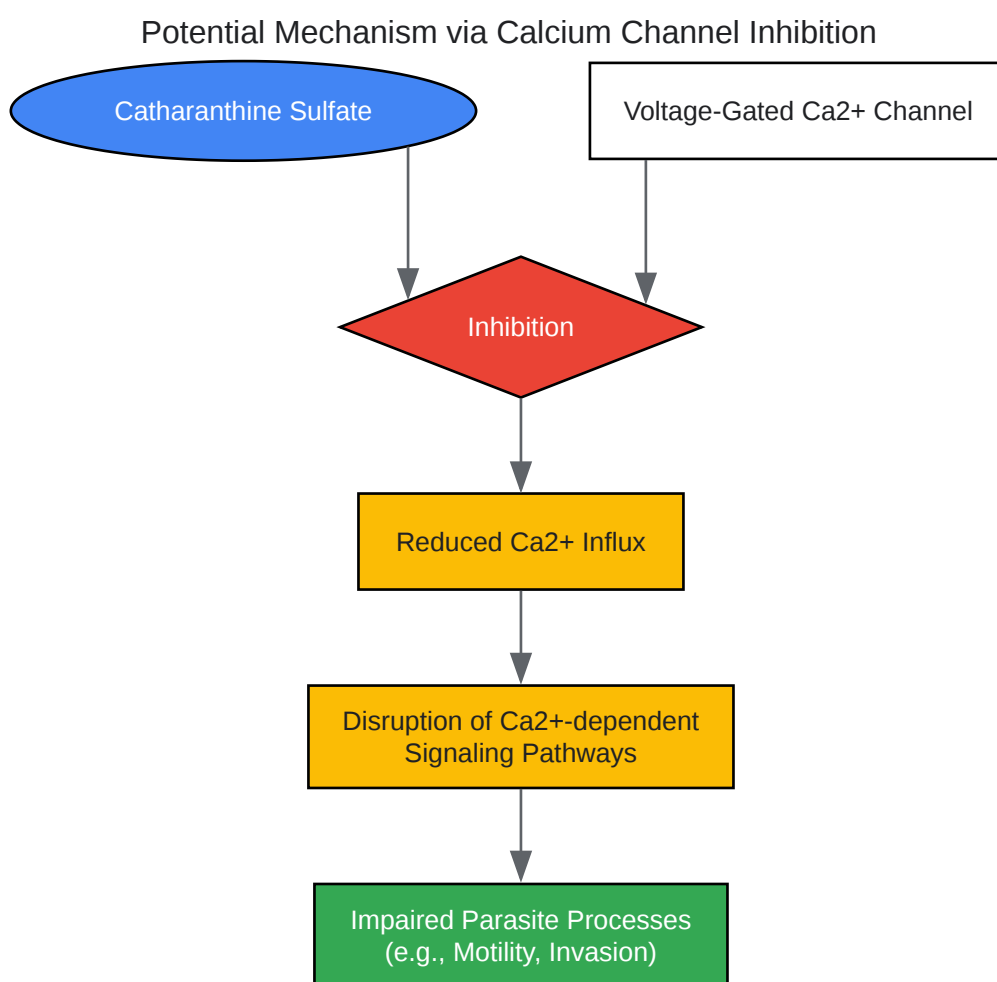 Potential Mechanism via Calcium Channel Inhibition
Catharanthine Sulfate
Voltage-Gated Ca2+ Channel
Inhibition
Reduced Ca2+ Influx
Disruption of Ca2+-dependent
Signaling Pathways
Impaired Parasite Processes
(e.g., Motility, Invasion)